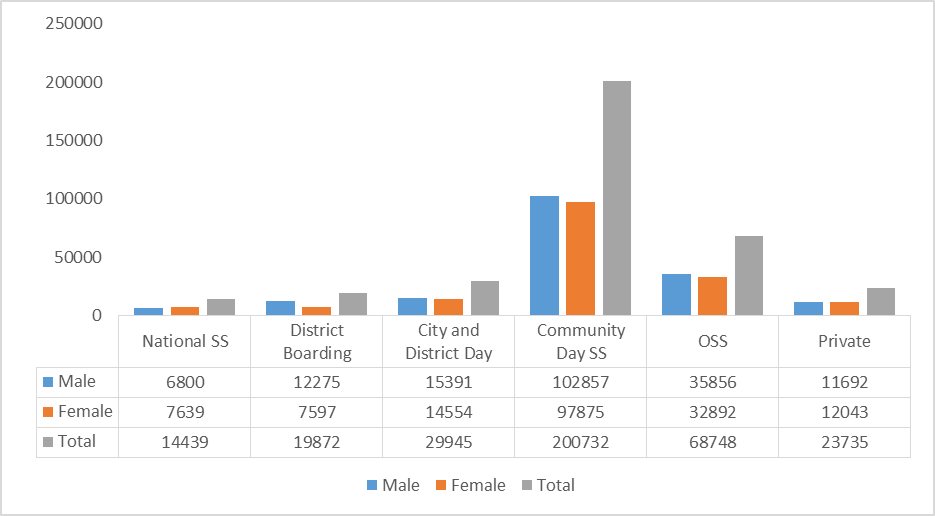 250000
200000
150000
100000
50000
0
National SS District Boarding City and District Day Community Day SS OSS Private
Male 6800 12275 15391 102857 35856 11692
Female 7639 7597 14554 97875 32892 12043
Total 14439 19872 29945 200732 68748 23735
Male Female Total